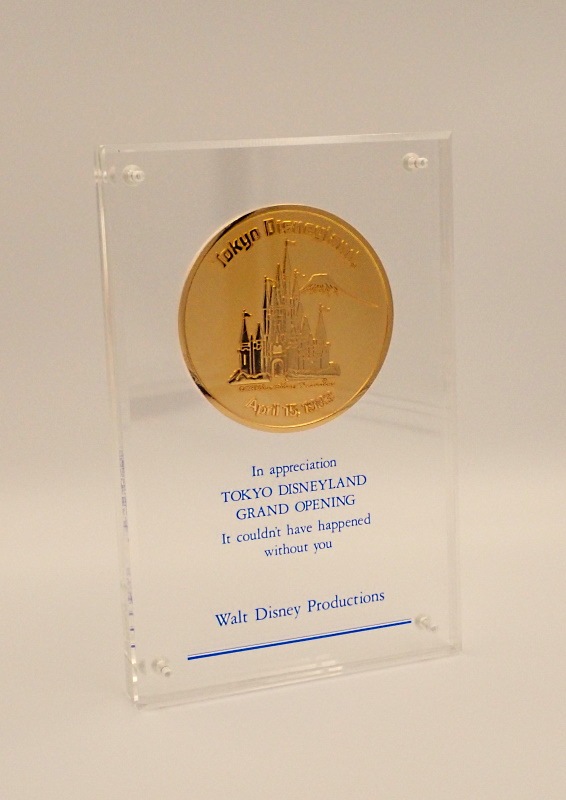 Tokyo Disneyland
April 15, 1983
In appreciation
TOKYO DISNEYLAND
GRAND OPENING
It couldn't have happened
without you
Walt Disney Productions